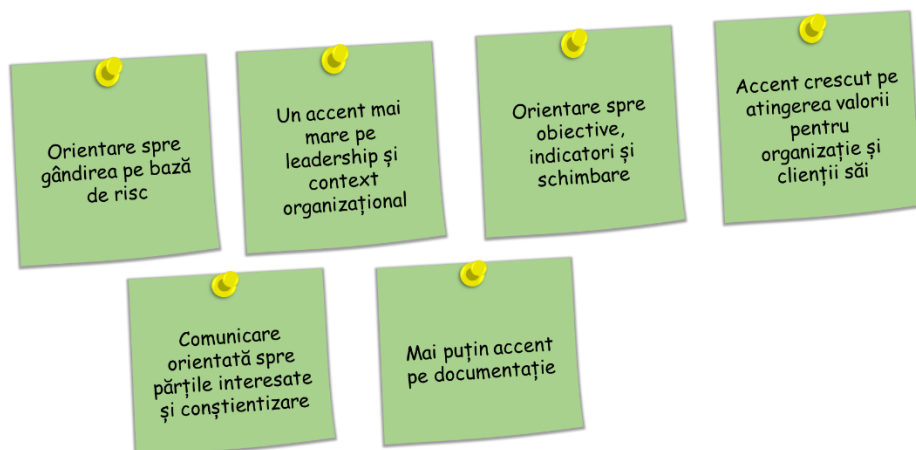 Orientare spre
gândirea pe bază
de risc
Un accent mai
mare pe
leadership și
context
organizațional
Orientare spre
obiective,
indicatori și
schimbare
Accent crescut pe
atingerea valorii
pentru
organizație și
clienții săi
Comunicare
orientată spre
părțile interesate
și conștientizare
Mai puțin accent
pe documentație